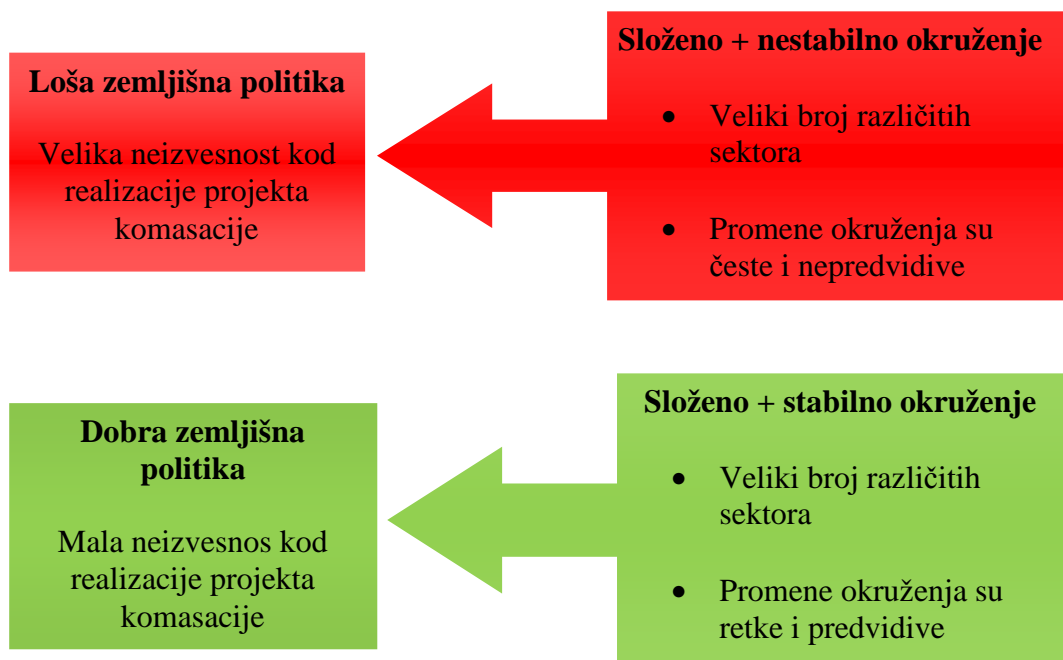 Loša zemljišna politika
Velika neizvesnost kod
realizacije projekta
komasacije
Složeno + nestabilno okruženje
• Veliki broj različitih
sektora
• Promene okruženja su
česte i nepredvidive
Dobra zemljišna
politika
Mala neizvesnos kod
realizacije projekta
komasacije
Složeno + stabilno okruženje
• Veliki broj različitih
sektora
• Promene okruženja su
retke i predvidive